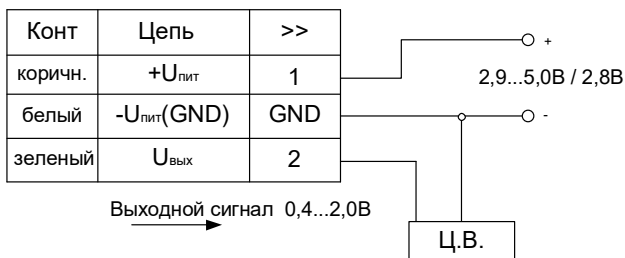 Конт Цепь >>
коричн. +Uпит 1
+
2,9...5,0В / 2,8В
белый -Uпит(GND) GND
-
зеленый Uвых 2
Выходной сигнал 0,4...2,0В
Ц.В.